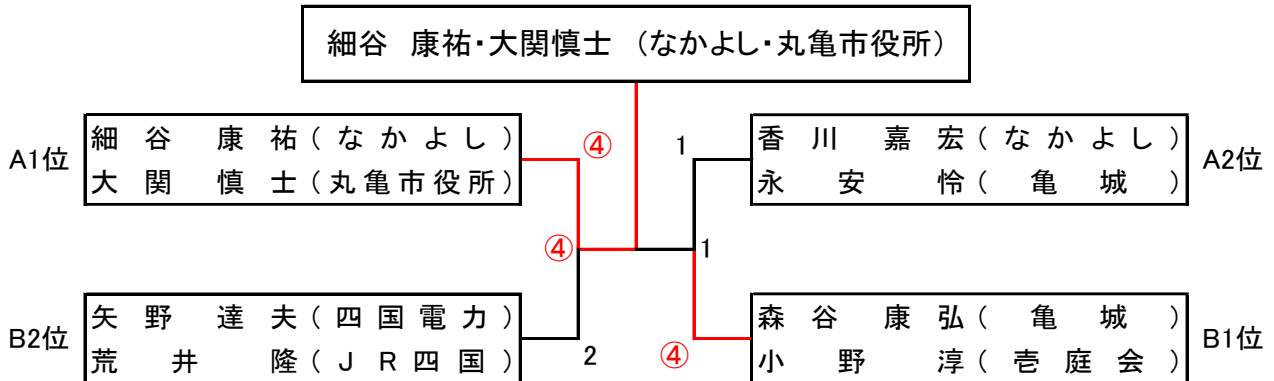 細谷 康祐・大関慎士 (なかよし・丸亀市役所)
A1位
細谷 康祐(なかよし)
大関 慎士(丸亀市役所)
④
1
香川 嘉宏(なかよし)
永安 怜(亀城)
A2位
④
1
B2位
矢野 達夫(四国電力)
荒井 隆(JR四国)
2
④
森谷 康弘(亀城)
小野 淳(壱庭会)
B1位